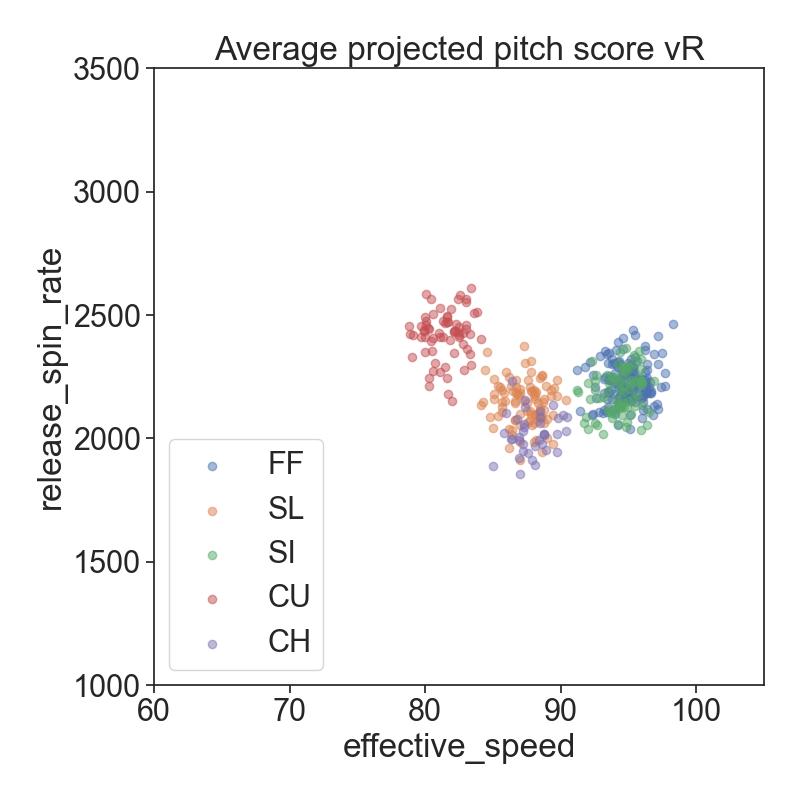 Average projected pitch score vR
3500
3000
2500
2000
1500
1000
release_spin_rate
FF
SL
SI
CU
CH
60
70
80
90
100
effective_speed